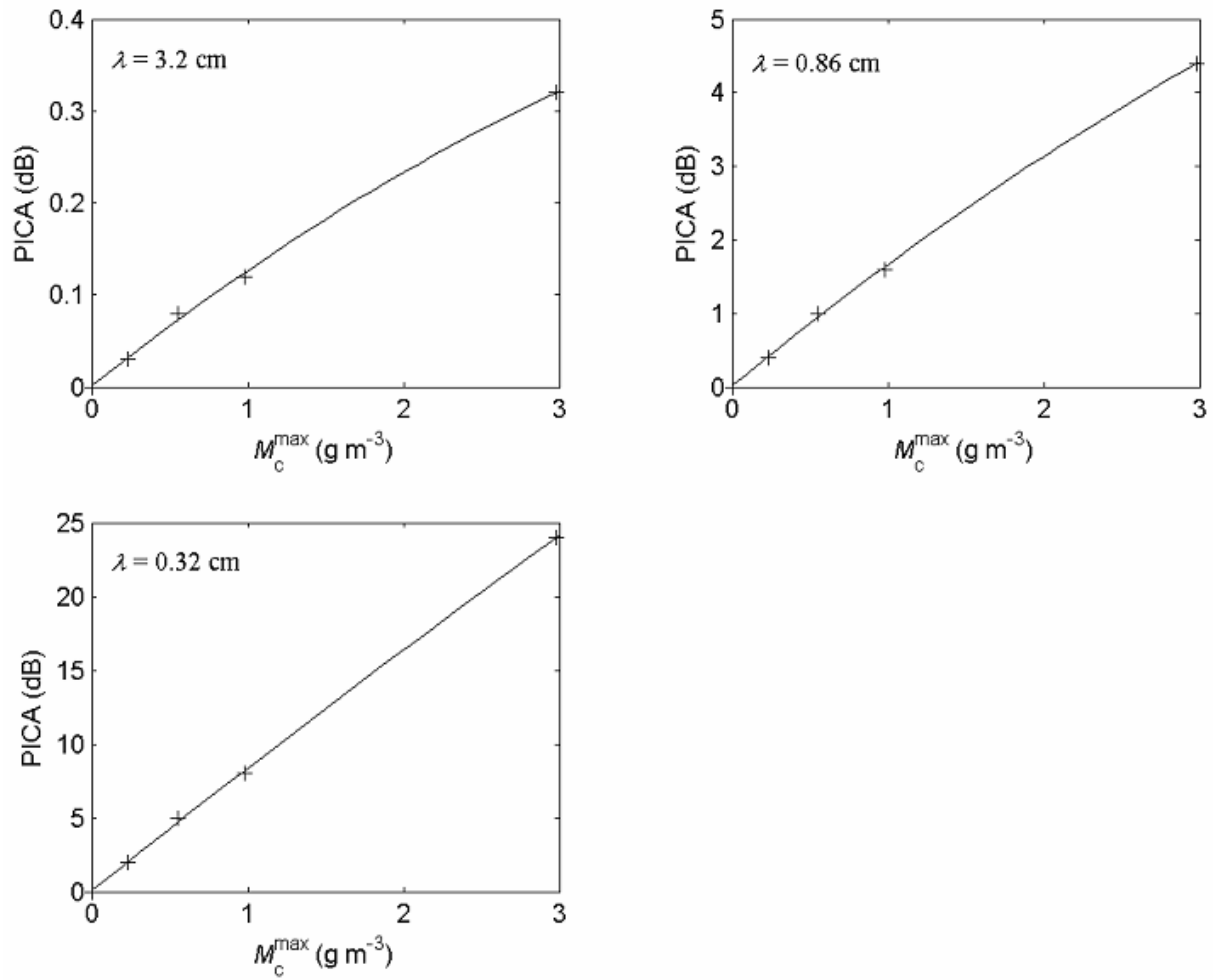 0.4
λ = 3.2 cm
0.3
0.2
0.1
0
PICA (dB)
0 1 2 3
M_c^max (g m^-3)
5
λ = 0.86 cm
4
3
2
1
0
PICA (dB)
0 1 2 3
M_c^max (g m^-3)
25
λ = 0.32 cm
20
15
10
5
0
PICA (dB)
0 1 2 3
M_c^max (g m^-3)